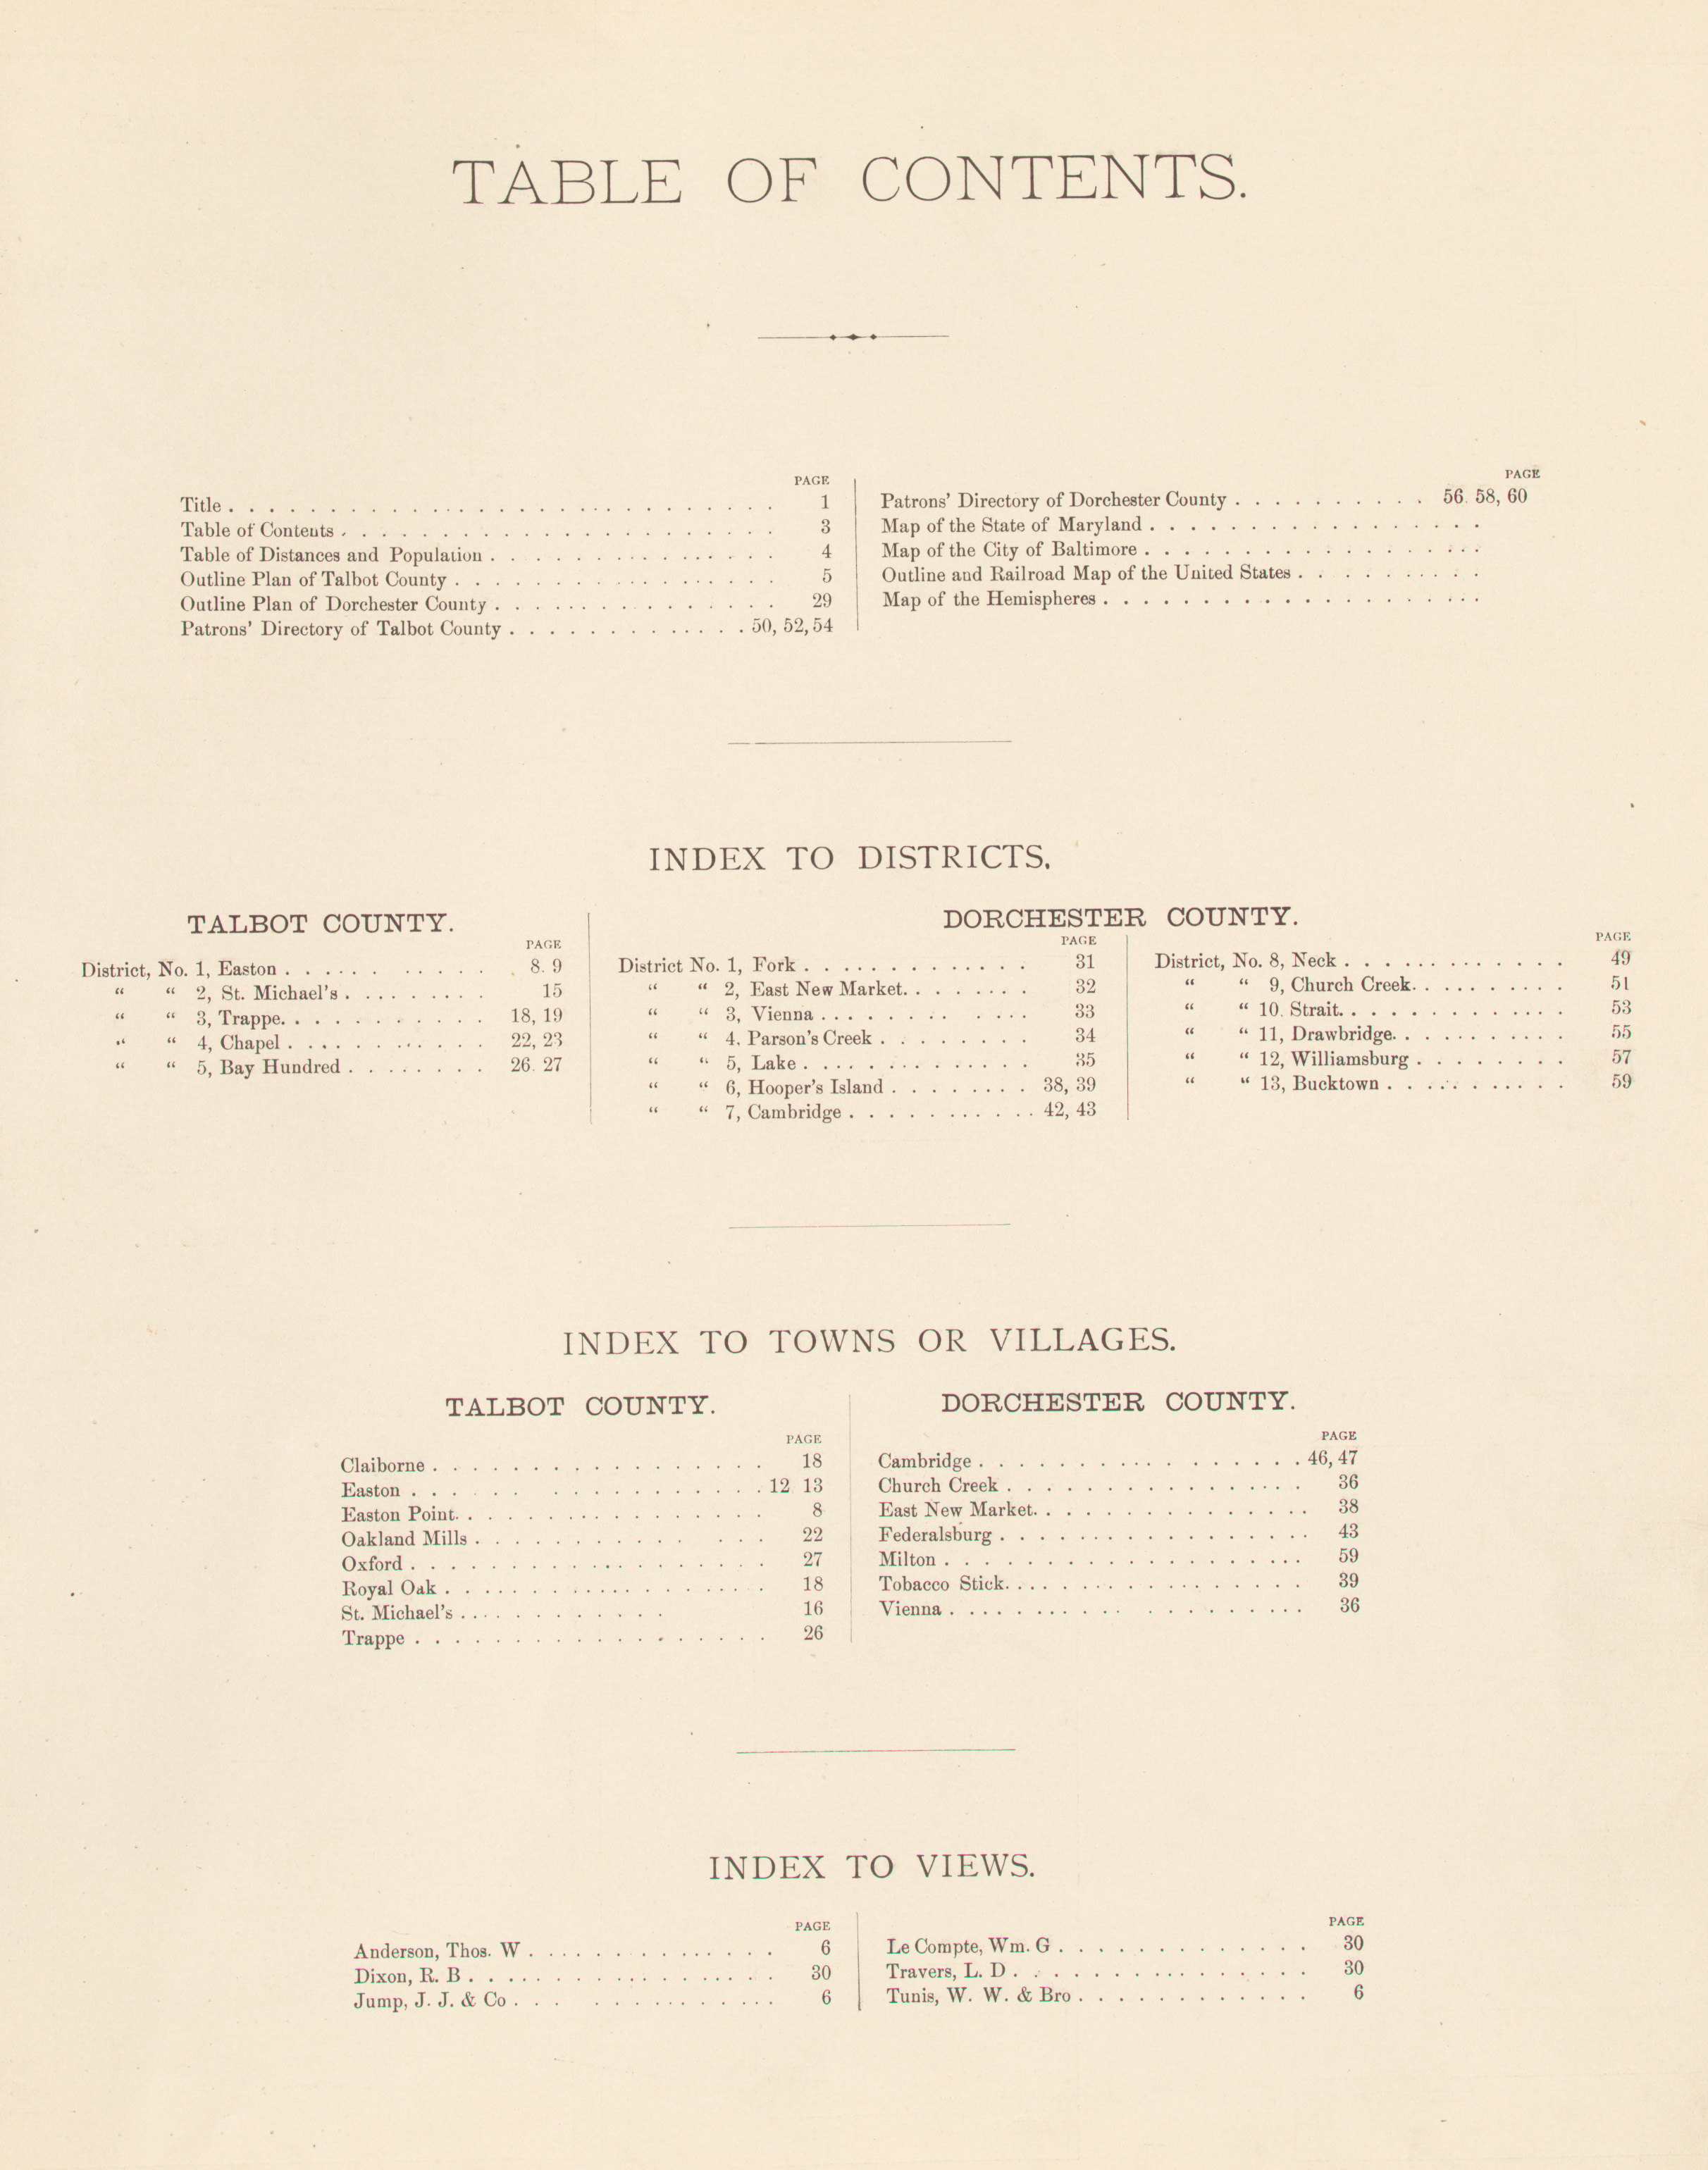 TABLE OF CONTENTS.
PAGE
Title . . . . . . . . . . . . . . . . . . . . . 1
Table of Contents . . . . . . . . . . . . . . . . . . 3
Table of Distances and Population . . . . . . . . . . . . 4
Outline Plan of Talbot County . . . . . . . . . . . . . 5
Outline Plan of Dorchester County . . . . . . . . . . . . 29
Patrons' Directory of Talbot County . . . . . . . . . . . 50, 52, 54
PAGE
Patrons' Directory of Dorchester County . . . . . . . . . . 56. 58, 60
Map of the State of Maryland . . . . . . . . . . . . .
Map of the City of Baltimore . . . . . . . . . . . . .
Outline and Railroad Map of the United States . . . . . . . . .
Map of the Hemispheres . . . . . . . . . . . . . . .
INDEX TO DISTRICTS.
TALBOT COUNTY.
PAGE
District, No. 1, Easton . . . . . . . . . . 8. 9
“ “ 2, St. Michael's . . . . . . . . 15
“ “ 3, Trappe. . . . . . . . . . . 18, 19
“ “ 4, Chapel . . . . . . . . . . 22, 23
“ “ 5, Bay Hundred . . . . . . . . 26. 27
DORCHESTER COUNTY.
PAGE
District No. 1, Fork . . . . . . . . . . . . 31
“ “ 2, East New Market. . . . . . . . 32
“ “ 3, Vienna . . . . . . . . . . . 33
“ “ 4. Parson's Creek . . . . . . . . 34
“ “ 5, Lake . . . . . . . . . . . . 35
“ “ 6, Hooper's Island . . . . . . . . 38, 39
“ “ 7, Cambridge . . . . . . . . . . 42, 43
PAGE
District, No. 8, Neck . . . . . . . . . . . . 49
“ “ 9, Church Creek. . . . . . . . . . 51
“ “ 10. Strait. . . . . . . . . . . . 53
“ “ 11, Drawbridge. . . . . . . . . . 55
“ “ 12, Williamsburg . . . . . . . . 57
“ “ 13, Bucktown . . . . . . . . . . 59
INDEX TO TOWNS OR VILLAGES.
TALBOT COUNTY.
PAGE
Claiborne . . . . . . . . . . . . . . . . . 18
Easton . . . . . . . . . . . . . . . . . 12 13
Easton Point. . . . . . . . . . . . . . . . 8
Oakland Mills . . . . . . . . . . . . . . 22
Oxford . . . . . . . . . . . . . . . . . . 27
Royal Oak . . . . . . . . . . . . . . . . 18
St. Michael's . . . . . . . . . . . . 16
Trappe . . . . . . . . . . . . . . . . . . 26
DORCHESTER COUNTY.
PAGE
Cambridge . . . . . . . . . . . . . . . . . 46, 47
Church Creek . . . . . . . . . . . . . . . 36
East New Market. . . . . . . . . . . . . . 38
Federalsburg . . . . . . . . . . . . . . . 43
Milton . . . . . . . . . . . . . . . . . . 59
Tobacco Stick. . . . . . . . . . . . . . . 39
Vienna . . . . . . . . . . . . . . . . . . 36
INDEX TO VIEWS.
PAGE
Anderson, Thos. W . . . . . . . . . . . . . 6
Dixon, R. B . . . . . . . . . . . . . . . . 30
Jump, J. J. & Co . . . . . . . . . . . . . 6
PAGE
Le Compte, Wm. G . . . . . . . . . . . . . 30
Travers, L. D . . . . . . . . . . . . . . . 30
Tunis, W. W. & Bro . . . . . . . . . . . . 6